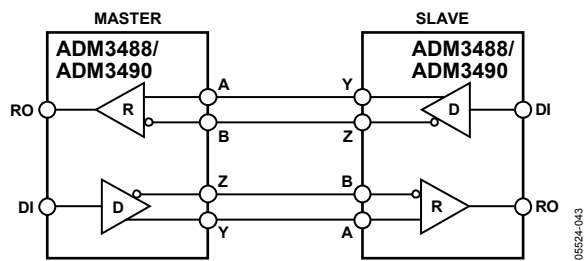 MASTER
SLAVE
ADM3488/
ADM3490
ADM3488/
ADM3490
A
Y
RO
R
D
DI
B
Z
Z
B
DI
D
R
RO
Y
A
05524-043